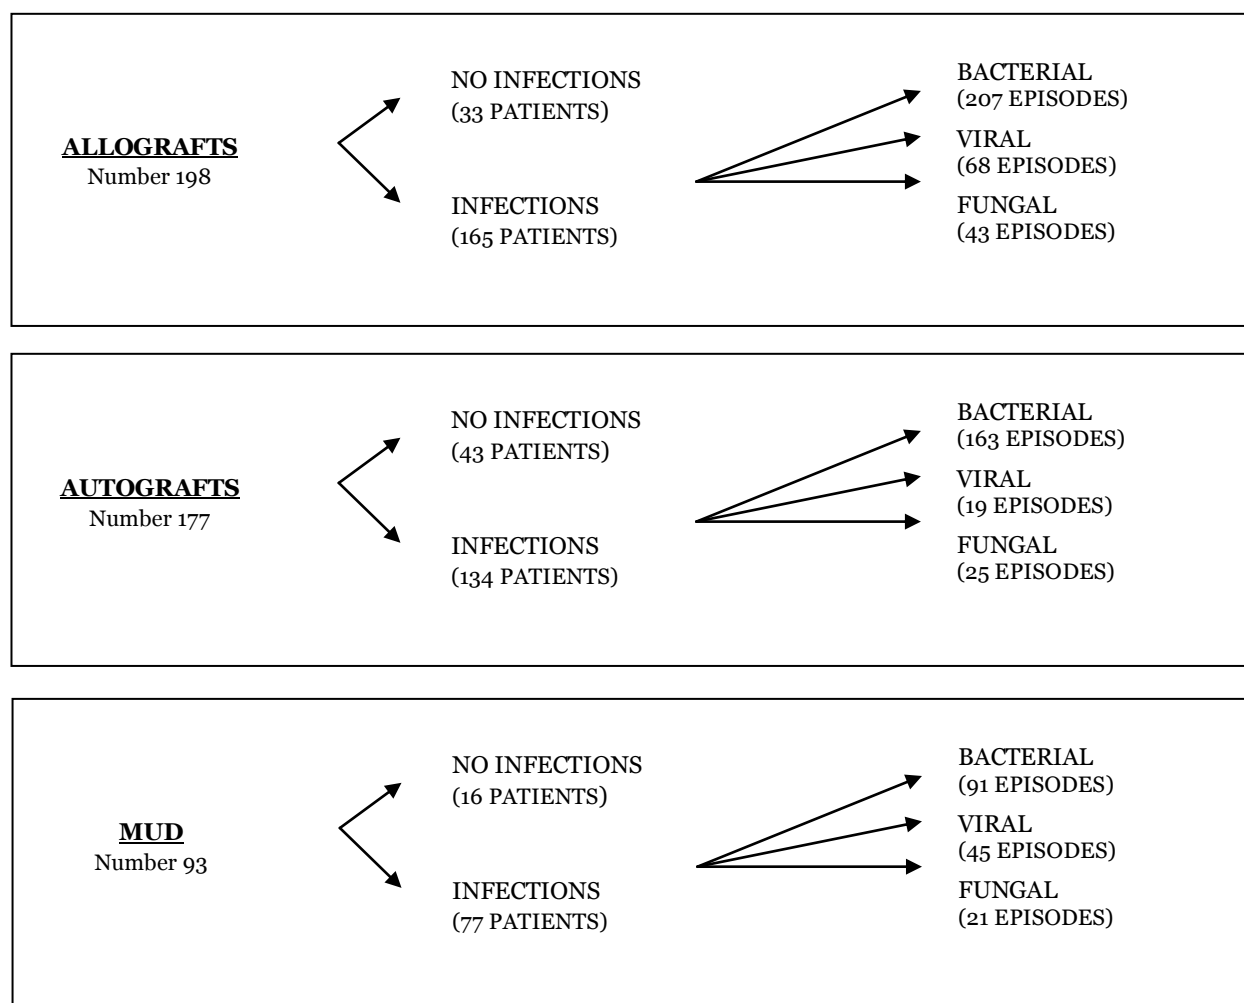 ALLOGRAFTS
Number 198
NO INFECTIONS
(33 PATIENTS)
INFECTIONS
(165 PATIENTS)
BACTERIAL
(207 EPISODES)
VIRAL
(68 EPISODES)
FUNGAL
(43 EPISODES)
AUTOGRAFTS
Number 177
NO INFECTIONS
(43 PATIENTS)
INFECTIONS
(134 PATIENTS)
BACTERIAL
(163 EPISODES)
VIRAL
(19 EPISODES)
FUNGAL
(25 EPISODES)
MUD
Number 93
NO INFECTIONS
(16 PATIENTS)
INFECTIONS
(77 PATIENTS)
BACTERIAL
(91 EPISODES)
VIRAL
(45 EPISODES)
FUNGAL
(21 EPISODES)